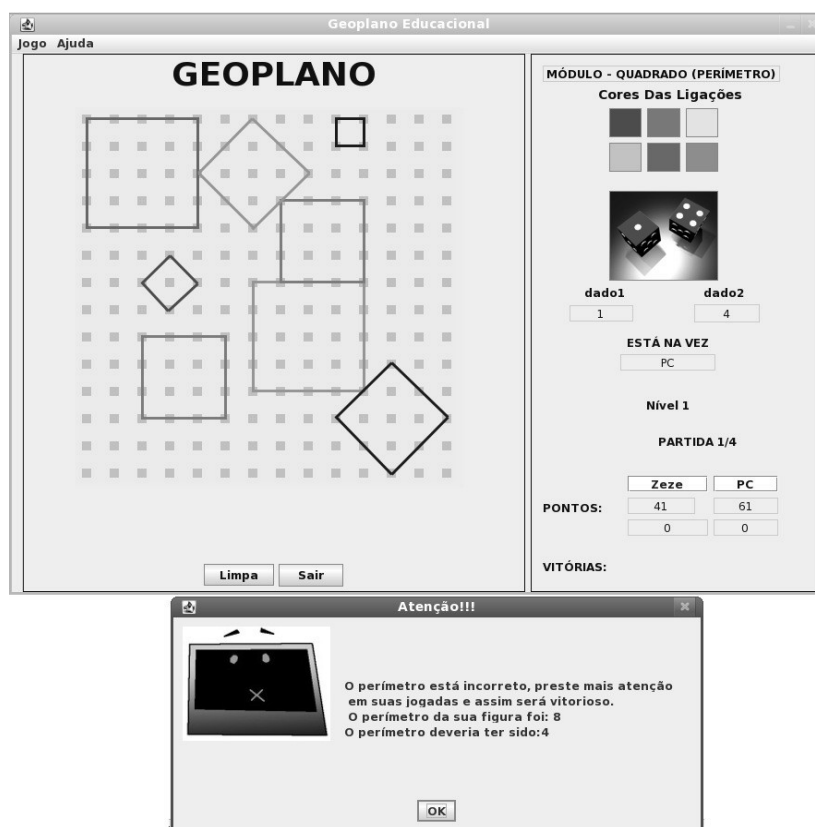 Geoplano Educacional
Jogo Ajuda
GEOPLANO
MÓDULO - QUADRADO (PERÍMETRO)
Cores Das Ligações
dado1 dado2
1 4
ESTÁ NA VEZ
PC
Nível 1
PARTIDA 1/4
Zeze PC
PONTOS: 41 61
0 0
VITÓRIAS:
Limpa Sair
Atenção!!!
O perímetro está incorreto, preste mais atenção
em suas jogadas e assim será vitorioso.
O perímetro da sua figura foi: 8
O perímetro deveria ter sido:4
OK